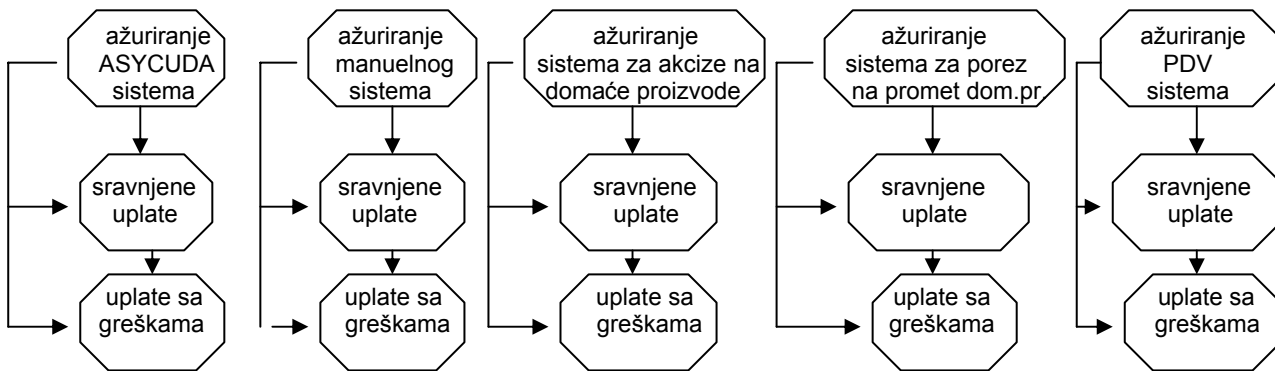 ažuriranje
ASYCUDA
sistema
ažuriranje
manuelnog
sistema
ažuriranje
sistema za akcize na
domaće proizvode
ažuriranje
sistema za porez
na promet dom.pr
ažuriranje
PDV
sistema
sravnjene
uplate
sravnjene
uplate
sravnjene
uplate
sravnjene
uplate
sravnjene
uplate
uplate sa
greškama
uplate sa
greškama
uplate sa
greškama
uplate sa
greškama
uplate sa
greškama